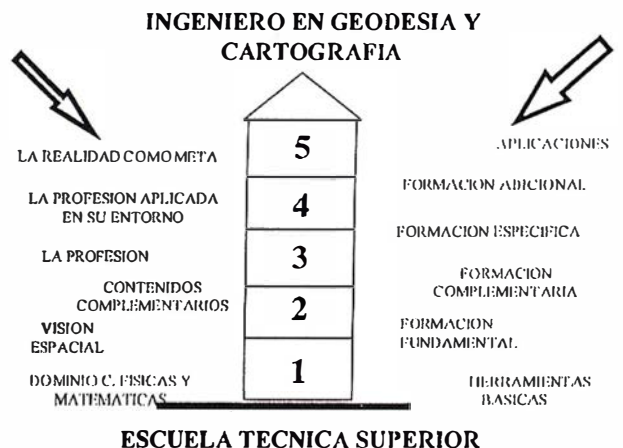 INGENIERO EN GEODESIA Y
CARTOGRAFIA
LA REALIDAD COMO META
LA PROFESION APLICADA
EN SU ENTORNO
LA PROFESION
CONTENIDOS
COMPLEMENTARIOS
VISION
ESPACIAL
DOMINIO C. FISICAS Y
MATEMATICAS
5
4
3
2
1
APLICACIONES
FORMACION ADICIONAL
FORMACION ESPECIFICA
FORMACION
COMPLEMENTARIA
FORMACION
FUNDAMENTAL
HERRAMIENTAS
BASICAS
ESCUELA TECNICA SUPERIOR